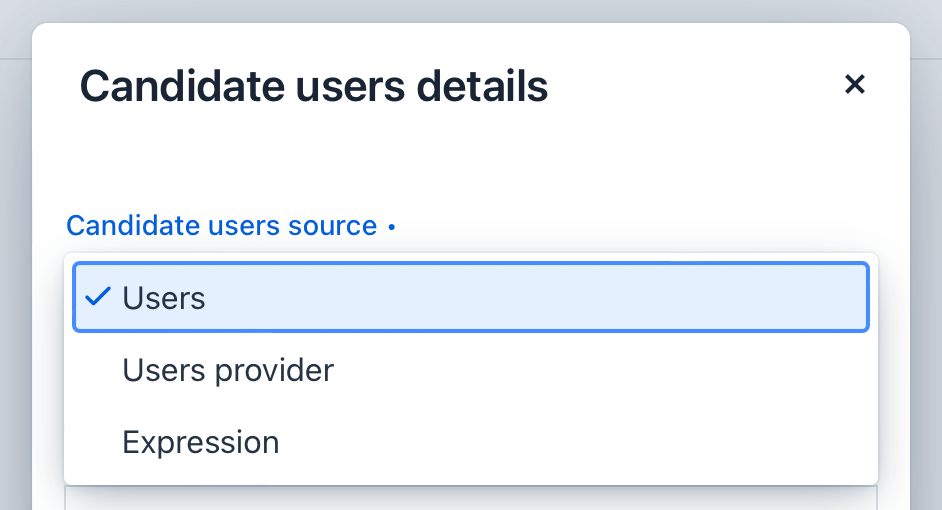 Candidate users details
Candidate users source •
Users
Users provider
Expression